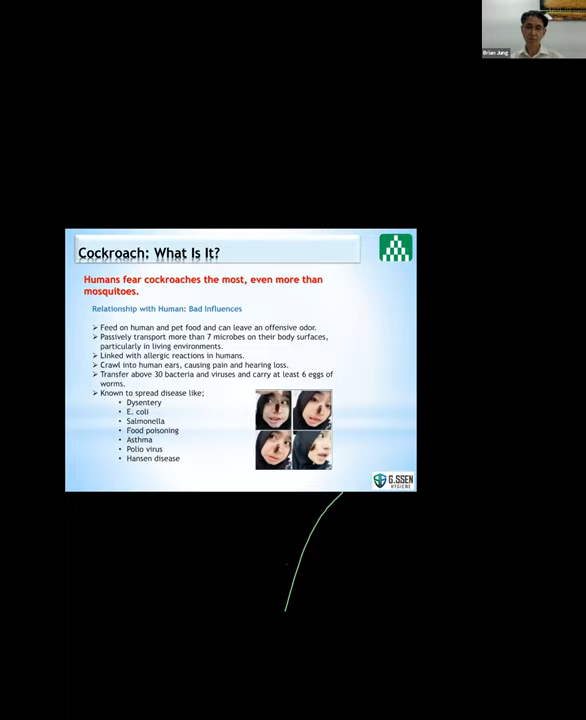 Brian Jung
Cockroach: What Is It?
Humans fear cockroaches the most, even more than
mosquitoes.
Relationship with Human: Bad Influences
➢ Feed on human and pet food and can leave an offensive odor.
➢ Passively transport more than 7 microbes on their body surfaces,
particularly in living environments.
➢ Linked with allergic reactions in humans.
➢ Crawl into human ears, causing pain and hearing loss.
➢ Transfer above 30 bacteria and viruses and carry at least 6 eggs of
worms.
➢ Known to spread disease like;
• Dysentery
• E. coli
• Salmonella
• Food poisoning
• Asthma
• Polio virus
• Hansen disease
G.SSEN
HYGIENE